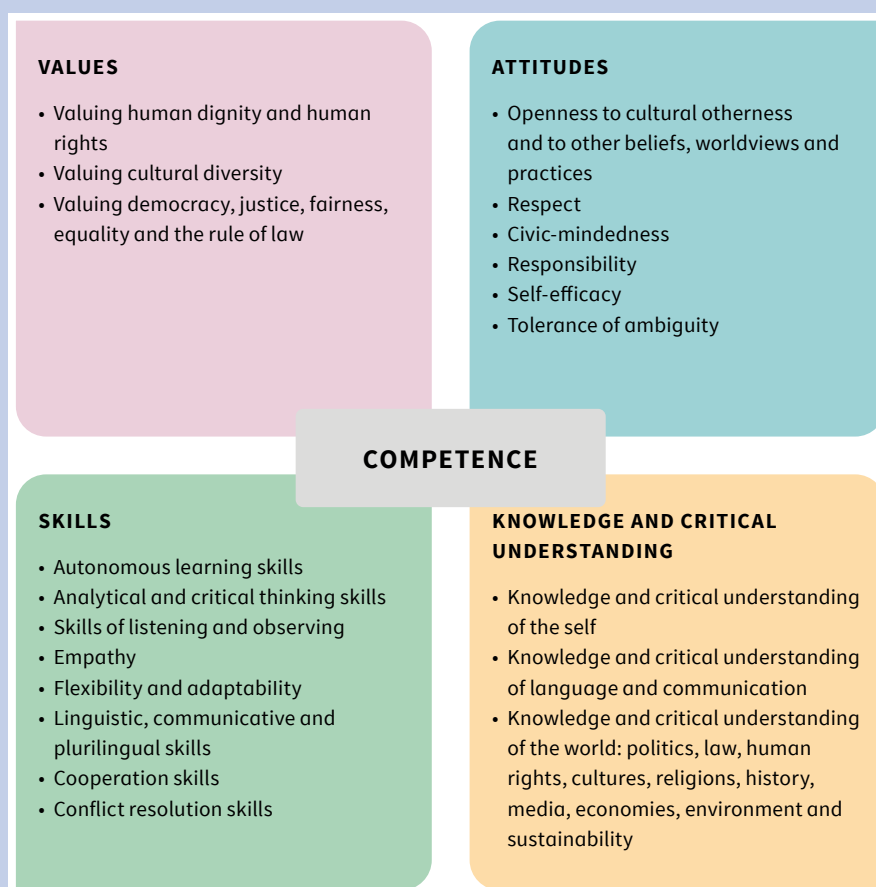 VALUES
• Valuing human dignity and human
rights
• Valuing cultural diversity
• Valuing democracy, justice, fairness,
equality and the rule of law
ATTITUDES
• Openness to cultural otherness
and to other beliefs, worldviews and
practices
• Respect
• Civic-mindedness
• Responsibility
• Self-efficacy
• Tolerance of ambiguity
COMPETENCE
SKILLS
• Autonomous learning skills
• Analytical and critical thinking skills
• Skills of listening and observing
• Empathy
• Flexibility and adaptability
• Linguistic, communicative and
plurilingual skills
• Cooperation skills
• Conflict resolution skills
KNOWLEDGE AND CRITICAL
UNDERSTANDING
• Knowledge and critical understanding
of the self
• Knowledge and critical understanding
of language and communication
• Knowledge and critical understanding
of the world: politics, law, human
rights, cultures, religions, history,
media, economies, environment and
sustainability